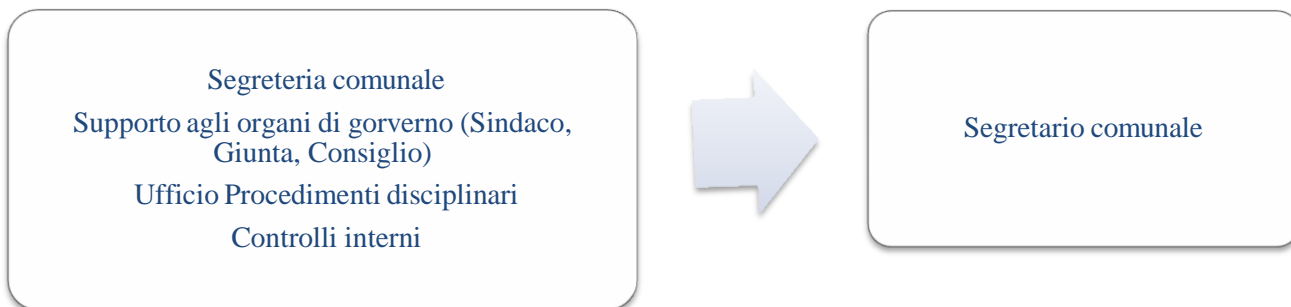 Segreteria comunale
Supporto agli organi di gorverno (Sindaco,
Giunta, Consiglio)
Ufficio Procedimenti disciplinari
Controlli interni
Segretario comunale